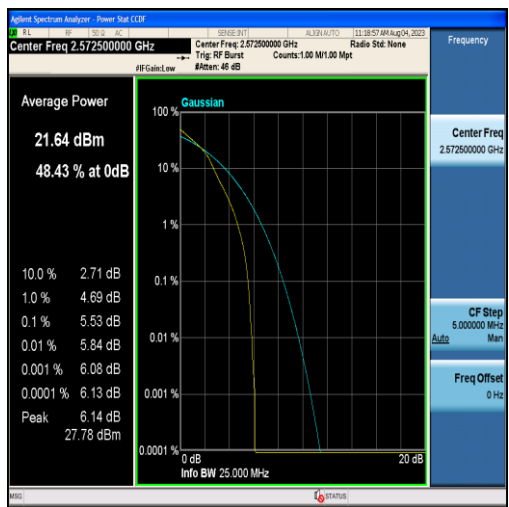 Agilent Spectrum Analyzer - Power Stat CCDF
RL RF 50 Ω AC SENSE:INT ALIGN AUTO 11:18:57 AM Aug 04, 2023
Center Freq 2.572500000 GHz
Center Freq: 2.572500000 GHz Radio Std: None
Trig: RF Burst Counts:1.00 M/1.00 Mpt
#IFGain:Low #Atten: 46 dB
Frequency
Average Power
21.64 dBm
48.43 % at 0dB
10.0 % 2.71 dB
1.0 % 4.69 dB
0.1 % 5.53 dB
0.01 % 5.84 dB
0.001 % 6.08 dB
0.0001 % 6.13 dB
Peak 6.14 dB
27.78 dBm
Gaussian
100 %
10 %
1 %
0.1 %
0.01 %
0.001 %
0.0001 %
0 dB 20 dB
Info BW 25.000 MHz
Center Freq
2.572500000 GHz
CF Step
5.000000 MHz
Auto Man
Freq Offset
0 Hz
MSG STATUS